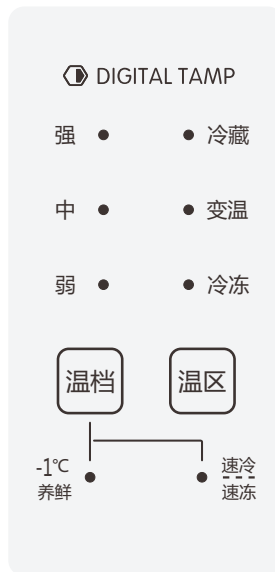 DIGITAL TAMP
强 冷藏
中 变温
弱 冷冻
温档 温区
-1℃ 速冷
养鲜 速冻